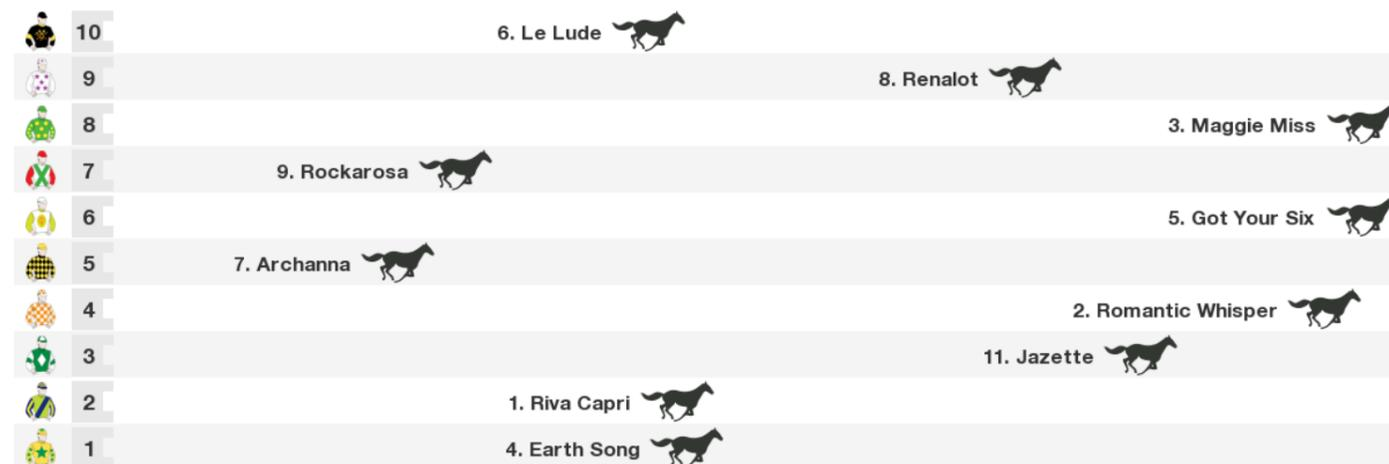 10 6. Le Lude
9 8. Renalot
8 3. Maggie Miss
7 9. Rockarosa
6 5. Got Your Six
5 7. Archanna
4 2. Romantic Whisper
3 11. Jazette
2 1. Riva Capri
1 4. Earth Song